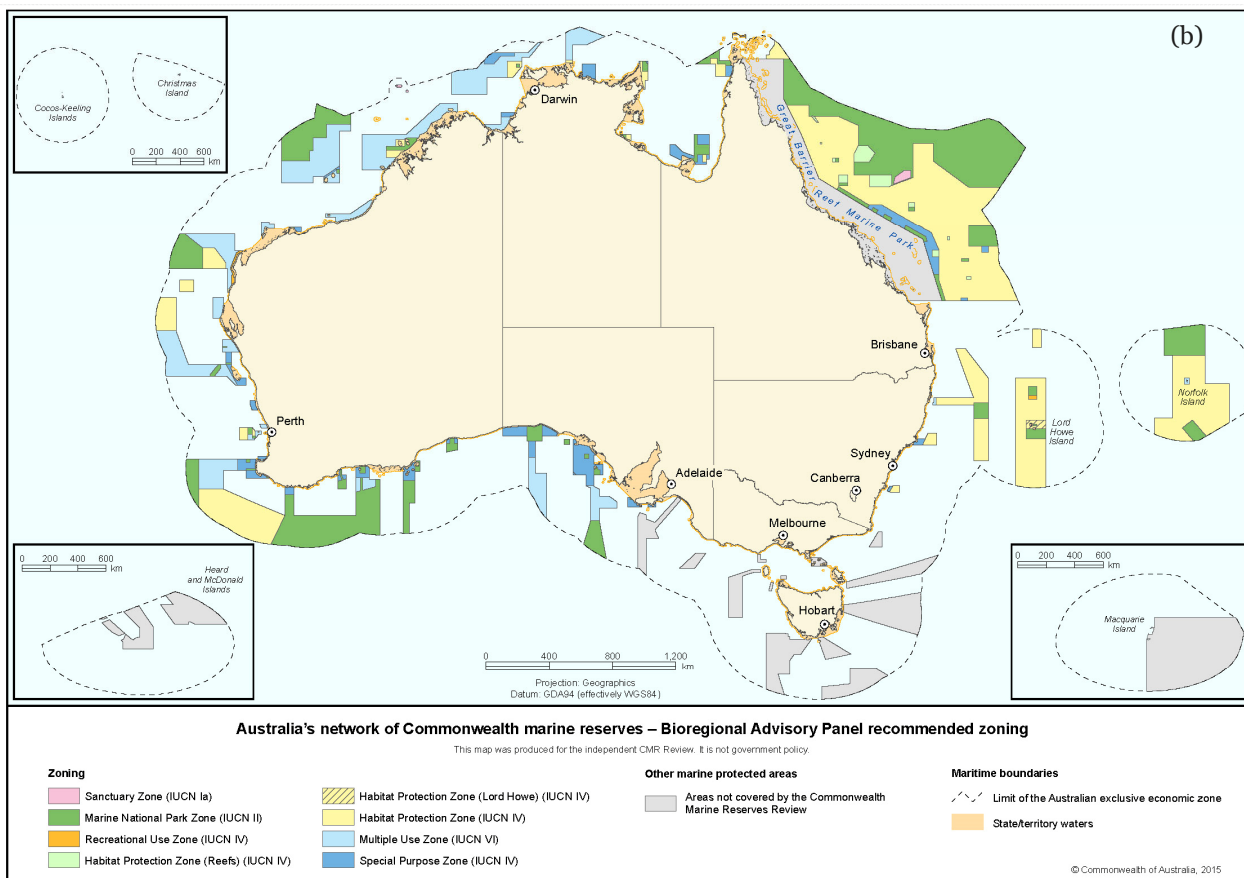 (b)
Cocos-Keeling
Islands
Christmas
Island
0 200 400 600
km
Darwin
Great Barrier Reef Marine Park
Brisbane
Perth
Lord
Howe
Island
Norfolk
Island
Sydney
Adelaide
Canberra
Melbourne
Hobart
0 200 400 600
km
Heard
and McDonald
Islands
0 200 400 600
km
Macquarie
Island
0 400 800 1,200
km
Projection: Geographics
Datum: GDA94 (effectively WGS84)
Australia's network of Commonwealth marine reserves – Bioregional Advisory Panel recommended zoning
This map was produced for the independent CMR Review. It is not government policy.
Zoning
Sanctuary Zone (IUCN Ia)
Marine National Park Zone (IUCN II)
Recreational Use Zone (IUCN IV)
Habitat Protection Zone (Reefs) (IUCN IV)
Habitat Protection Zone (Lord Howe) (IUCN IV)
Habitat Protection Zone (IUCN IV)
Multiple Use Zone (IUCN VI)
Special Purpose Zone (IUCN IV)
Other marine protected areas
Areas not covered by the Commonwealth
Marine Reserves Review
Maritime boundaries
Limit of the Australian exclusive economic zone
State/territory waters
© Commonwealth of Australia, 2015